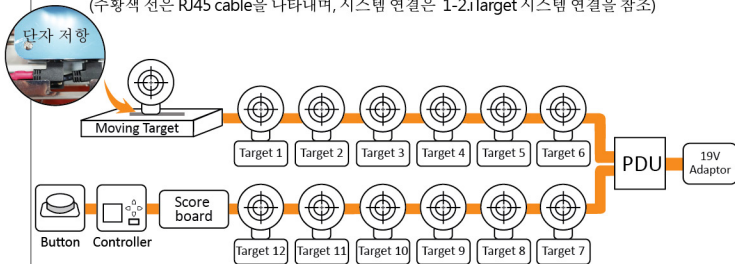 (주황색 선은 RJ45 cable을 나타내며, 시스템 연결은 1-2.iTarget 시스템 연결을 참조)
단자 저항
Moving Target
Target 1
Target 2
Target 3
Target 4
Target 5
Target 6
PDU
19V
Adaptor
Score
board
Button
Controller
Target 12
Target 11
Target 10
Target 9
Target 8
Target 7